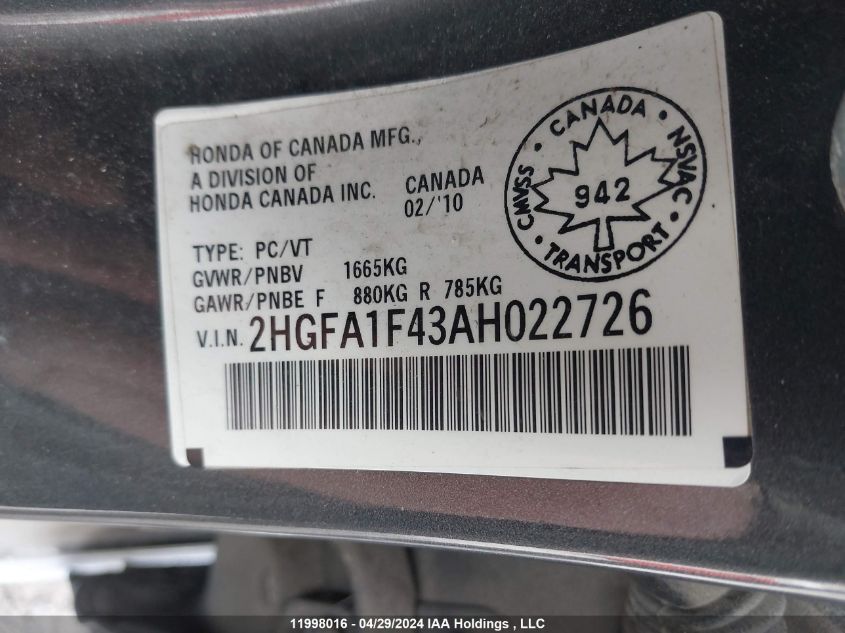 HONDA OF CANADA MFG.,
A DIVISION OF
HONDA CANADA INC.
CANADA
02/'10
CANADA • NSVAC • TRANSPORT • CMVSS •
942
TYPE: PC/VT
GVWR/PNBV 1665KG
GAWR/PNBE F 880KG R 785KG
V.I.N. 2HGFA1F43AH022726
11998016 - 04/29/2024 IAA Holdings , LLC